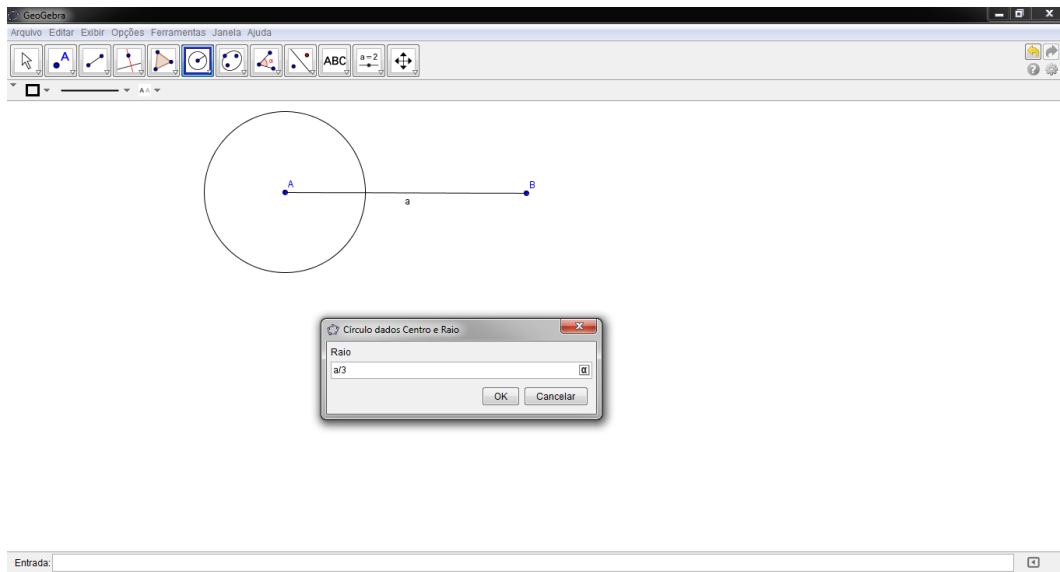 GeoGebra
Arquivo Editar Exibir Opções Ferramentas Janela Ajuda
A α ABC a=2
A A
A
B
a
Círculo dados Centro e Raio
Raio
a/3
α
OK Cancelar
Entrada: